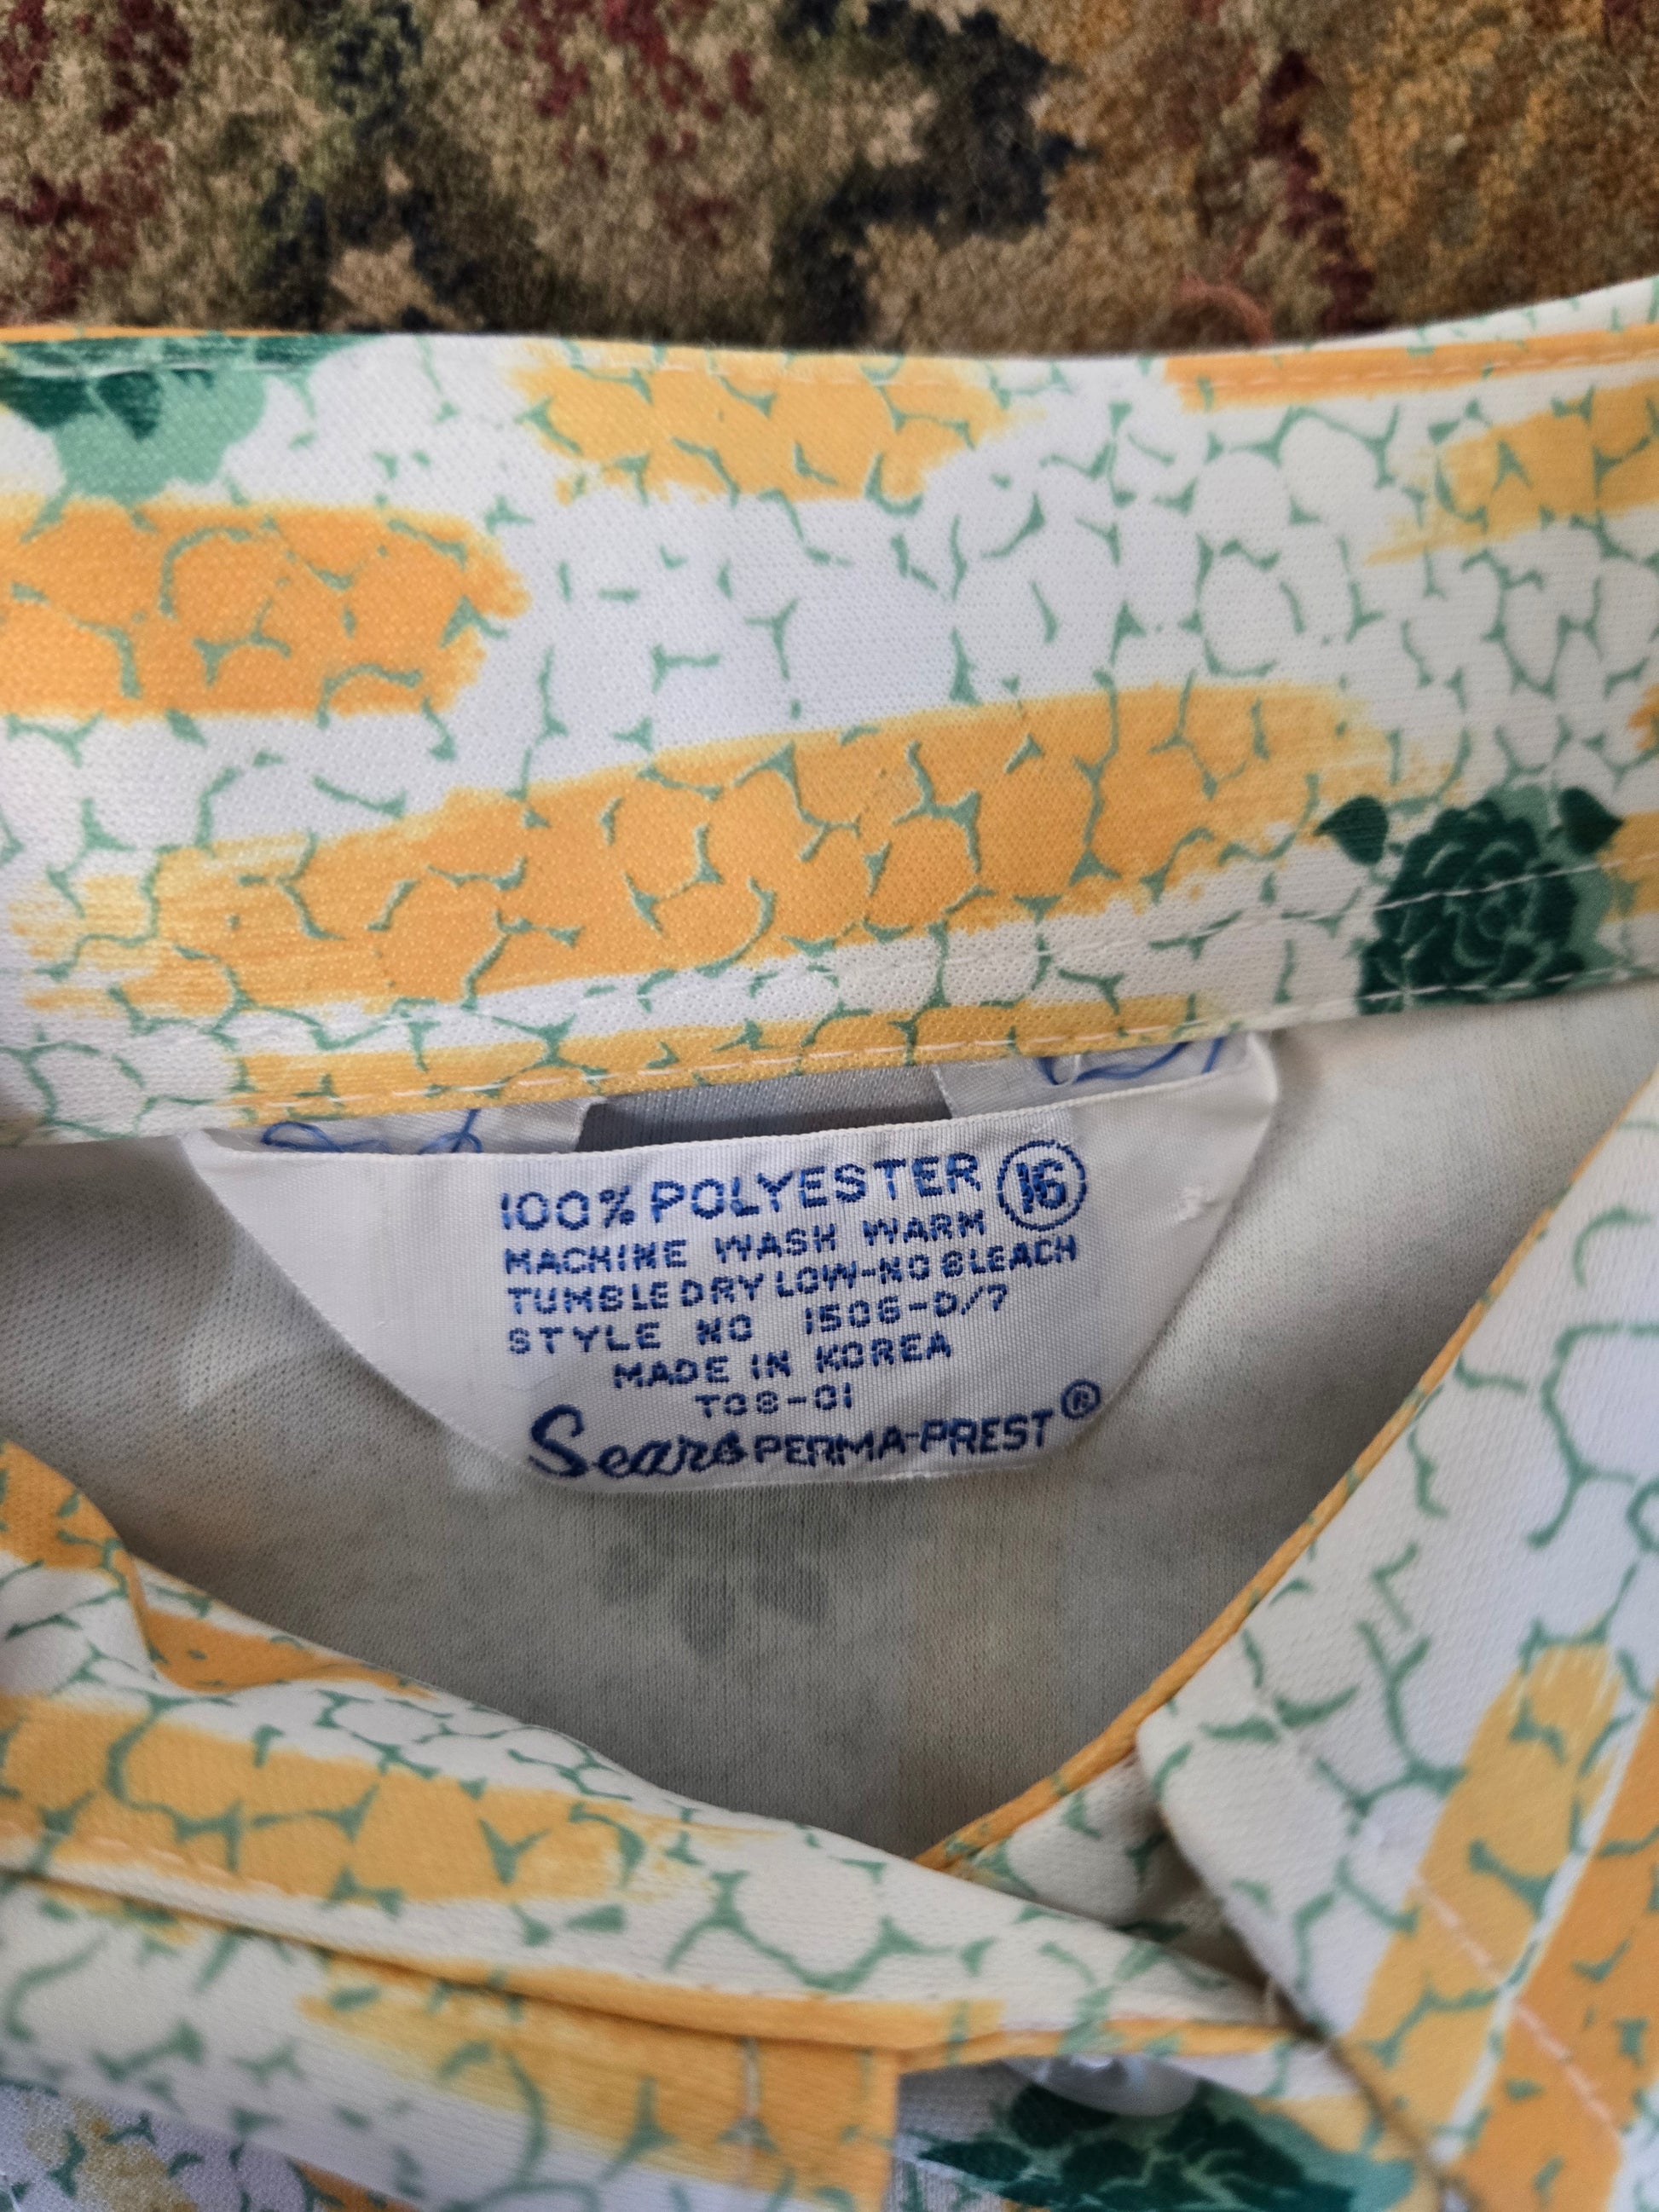 100% POLYESTER 16
MACHINE WASH WARM
TUMBLE DRY LOW-NO BLEACH
STYLE NO 1506-D/7
MADE IN KOREA
T08-01
Sears PERMA-PREST®